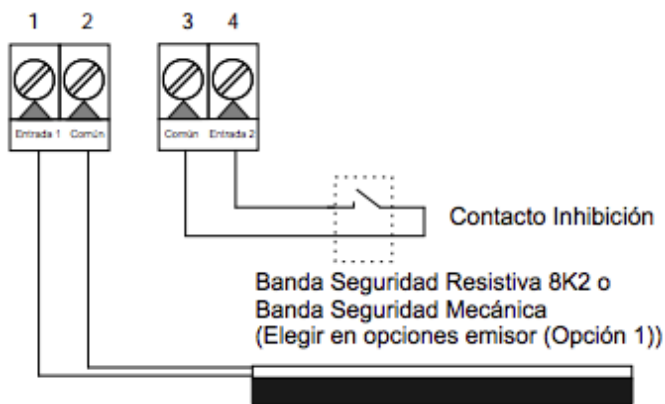 1 2 3 4
Entrada 1 Común Común Entrada 2
Contacto Inhibición
Banda Seguridad Resistiva 8K2 o
Banda Seguridad Mecánica
(Elegir en opciones emisor (Opción 1))